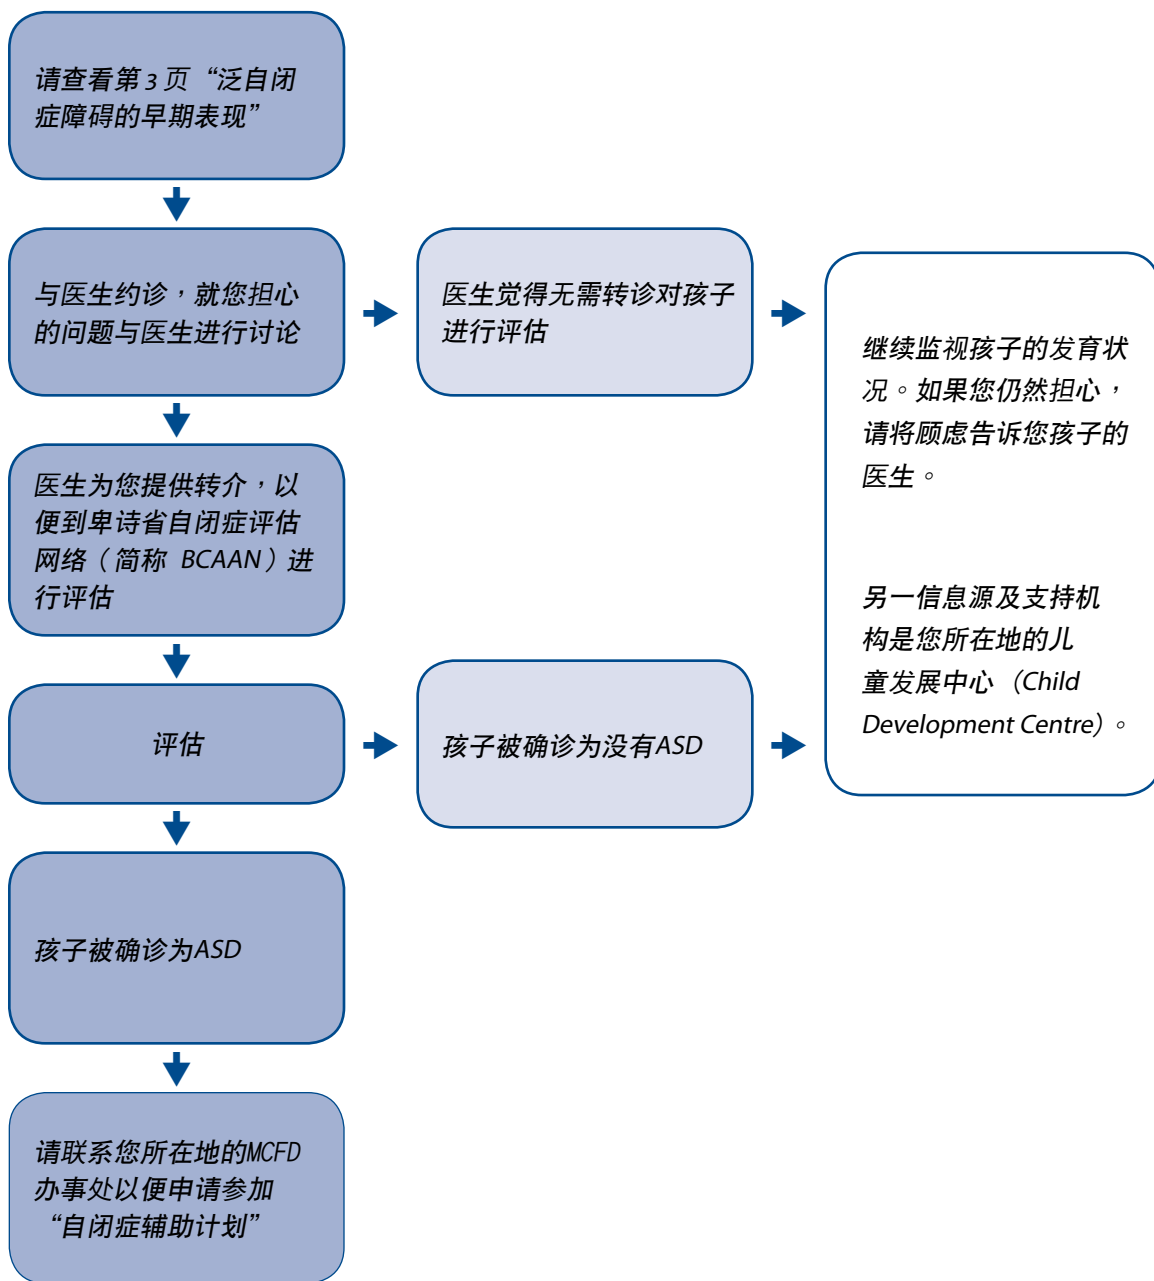 请查看第3页“泛自闭
症障碍的早期表现”
与医生约诊，就您担心
的问题与医生进行讨论
医生觉得无需转诊对孩子
进行评估
继续监视孩子的发育状
况。如果您仍然担心，
请将顾虑告诉您孩子的
医生。
另一信息源及支持机
构是您所在地的儿
童发展中心（Child
Development Centre）。
医生为您提供转介，以
便到卑诗省自闭症评估
网络（简称 BCAAN）进
行评估
评估
孩子被确诊为没有ASD
孩子被确诊为ASD
请联系您所在地的MCFD
办事处以便申请参加
“自闭症辅助计划”